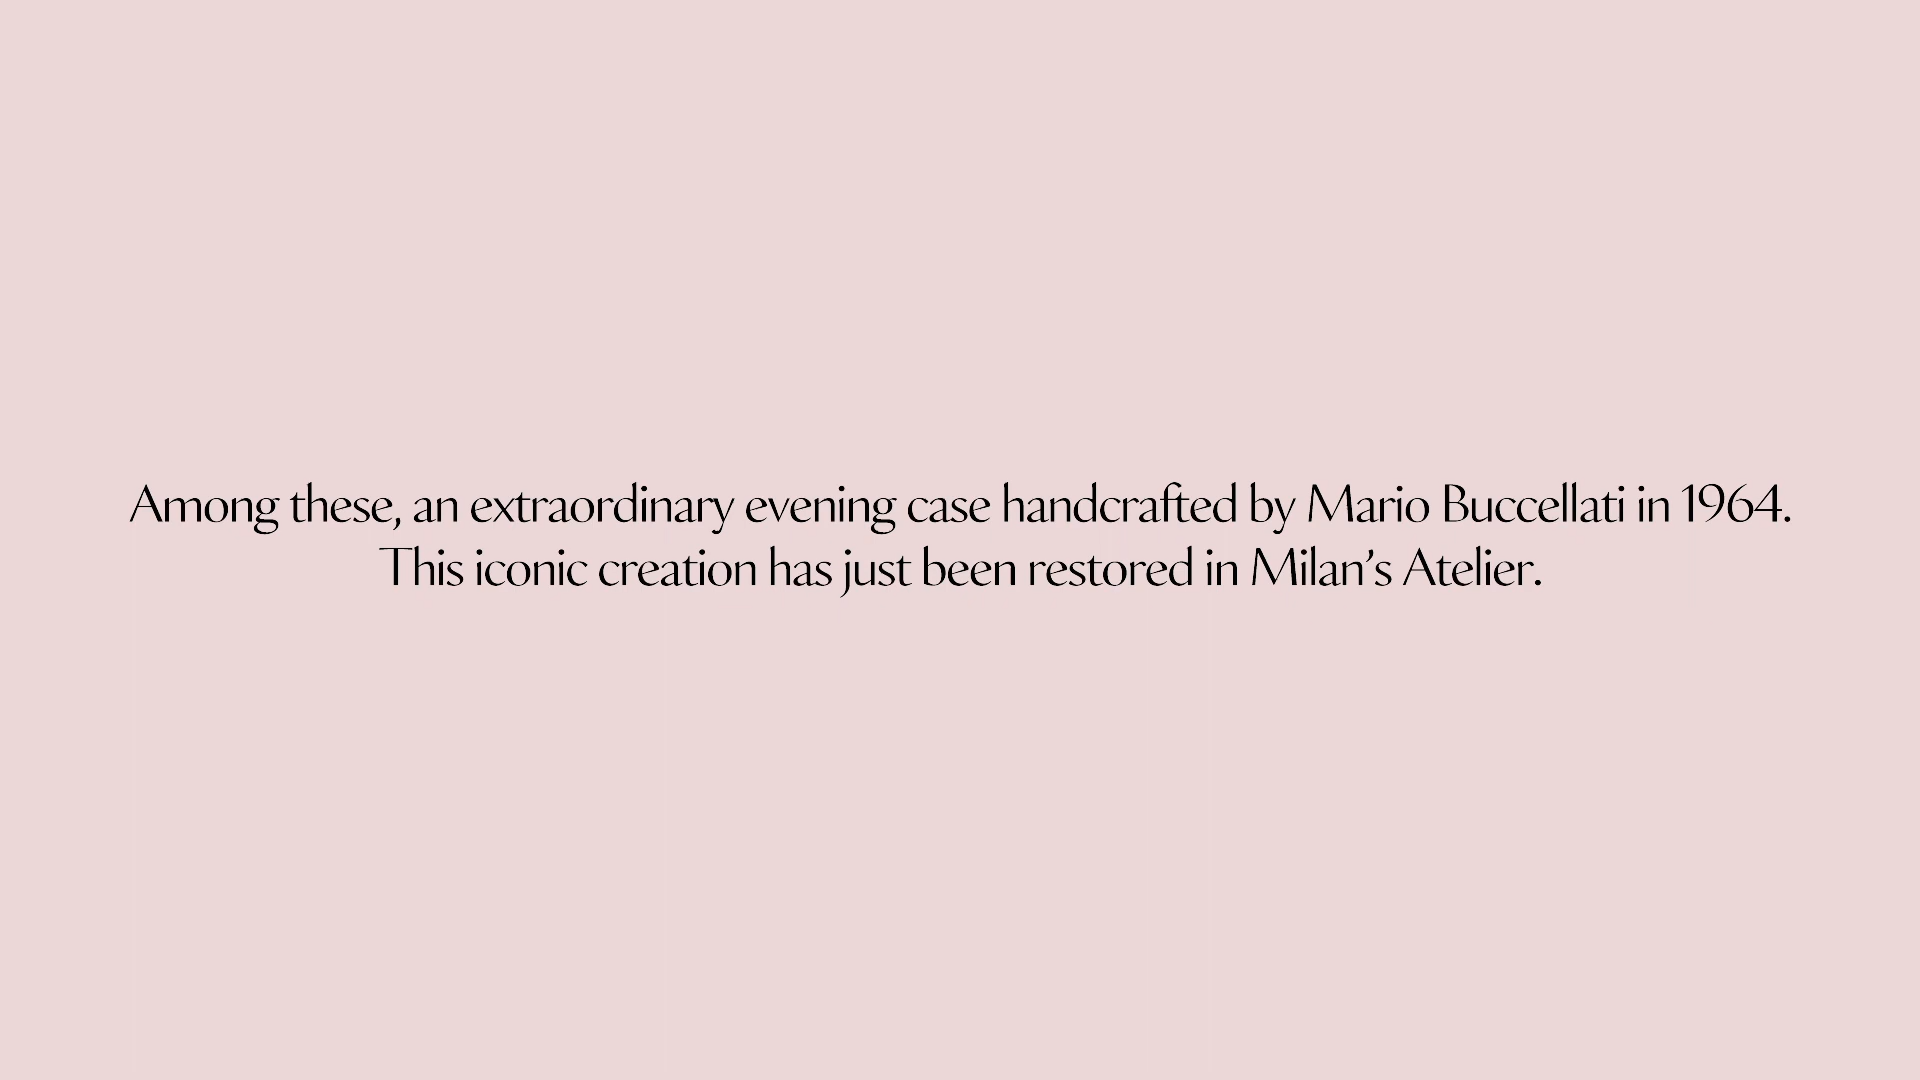 Among these, an extraordinary evening case handcrafted by Mario Buccellati in 1964.
This iconic creation has just been restored in Milan’s Atelier.